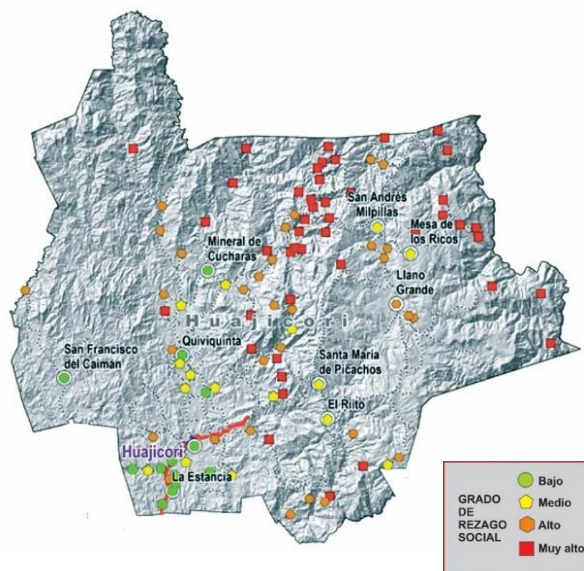 San Andrés
Milpillas
Mesa de
los Ricos
Mineral de
Cucharas
Llano
Grande
Huajicori
San Francisco
del Caimán
Quiviquinta
Santa María
de Picachos
El Riito
Huajicori
La Estancia
GRADO
DE
REZAGO
SOCIAL
Bajo
Medio
Alto
Muy alto